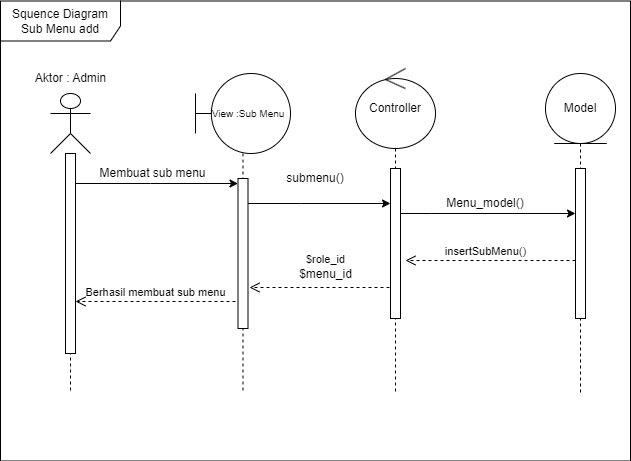 Squence Diagram
Sub Menu add
Aktor : Admin
View :Sub Menu
Controller
Model
Membuat sub menu
submenu()
Menu_model()
insertSubMenu()
$role_id
$menu_id
Berhasil membuat sub menu